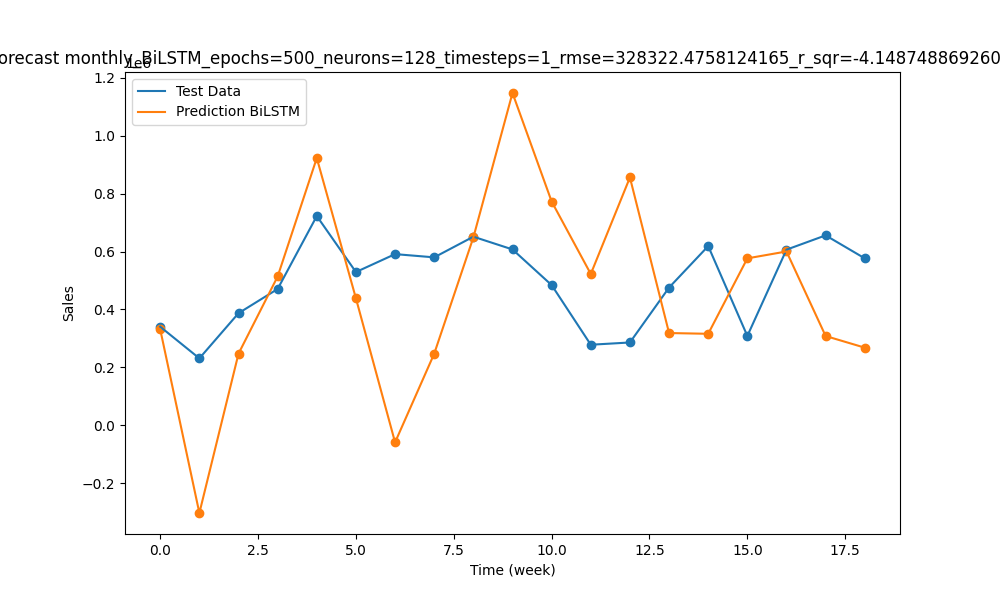 orecast monthly_BiLSTM_epochs=500_neurons=128_timesteps=1_rmse=328322.4758124165_r_sqr=-4.148748869260
1e6
Test Data
Prediction BiLSTM
1.2
1.0
0.8
0.6
0.4
0.2
0.0
−0.2
Sales
0.0 2.5 5.0 7.5 10.0 12.5 15.0 17.5
Time (week)